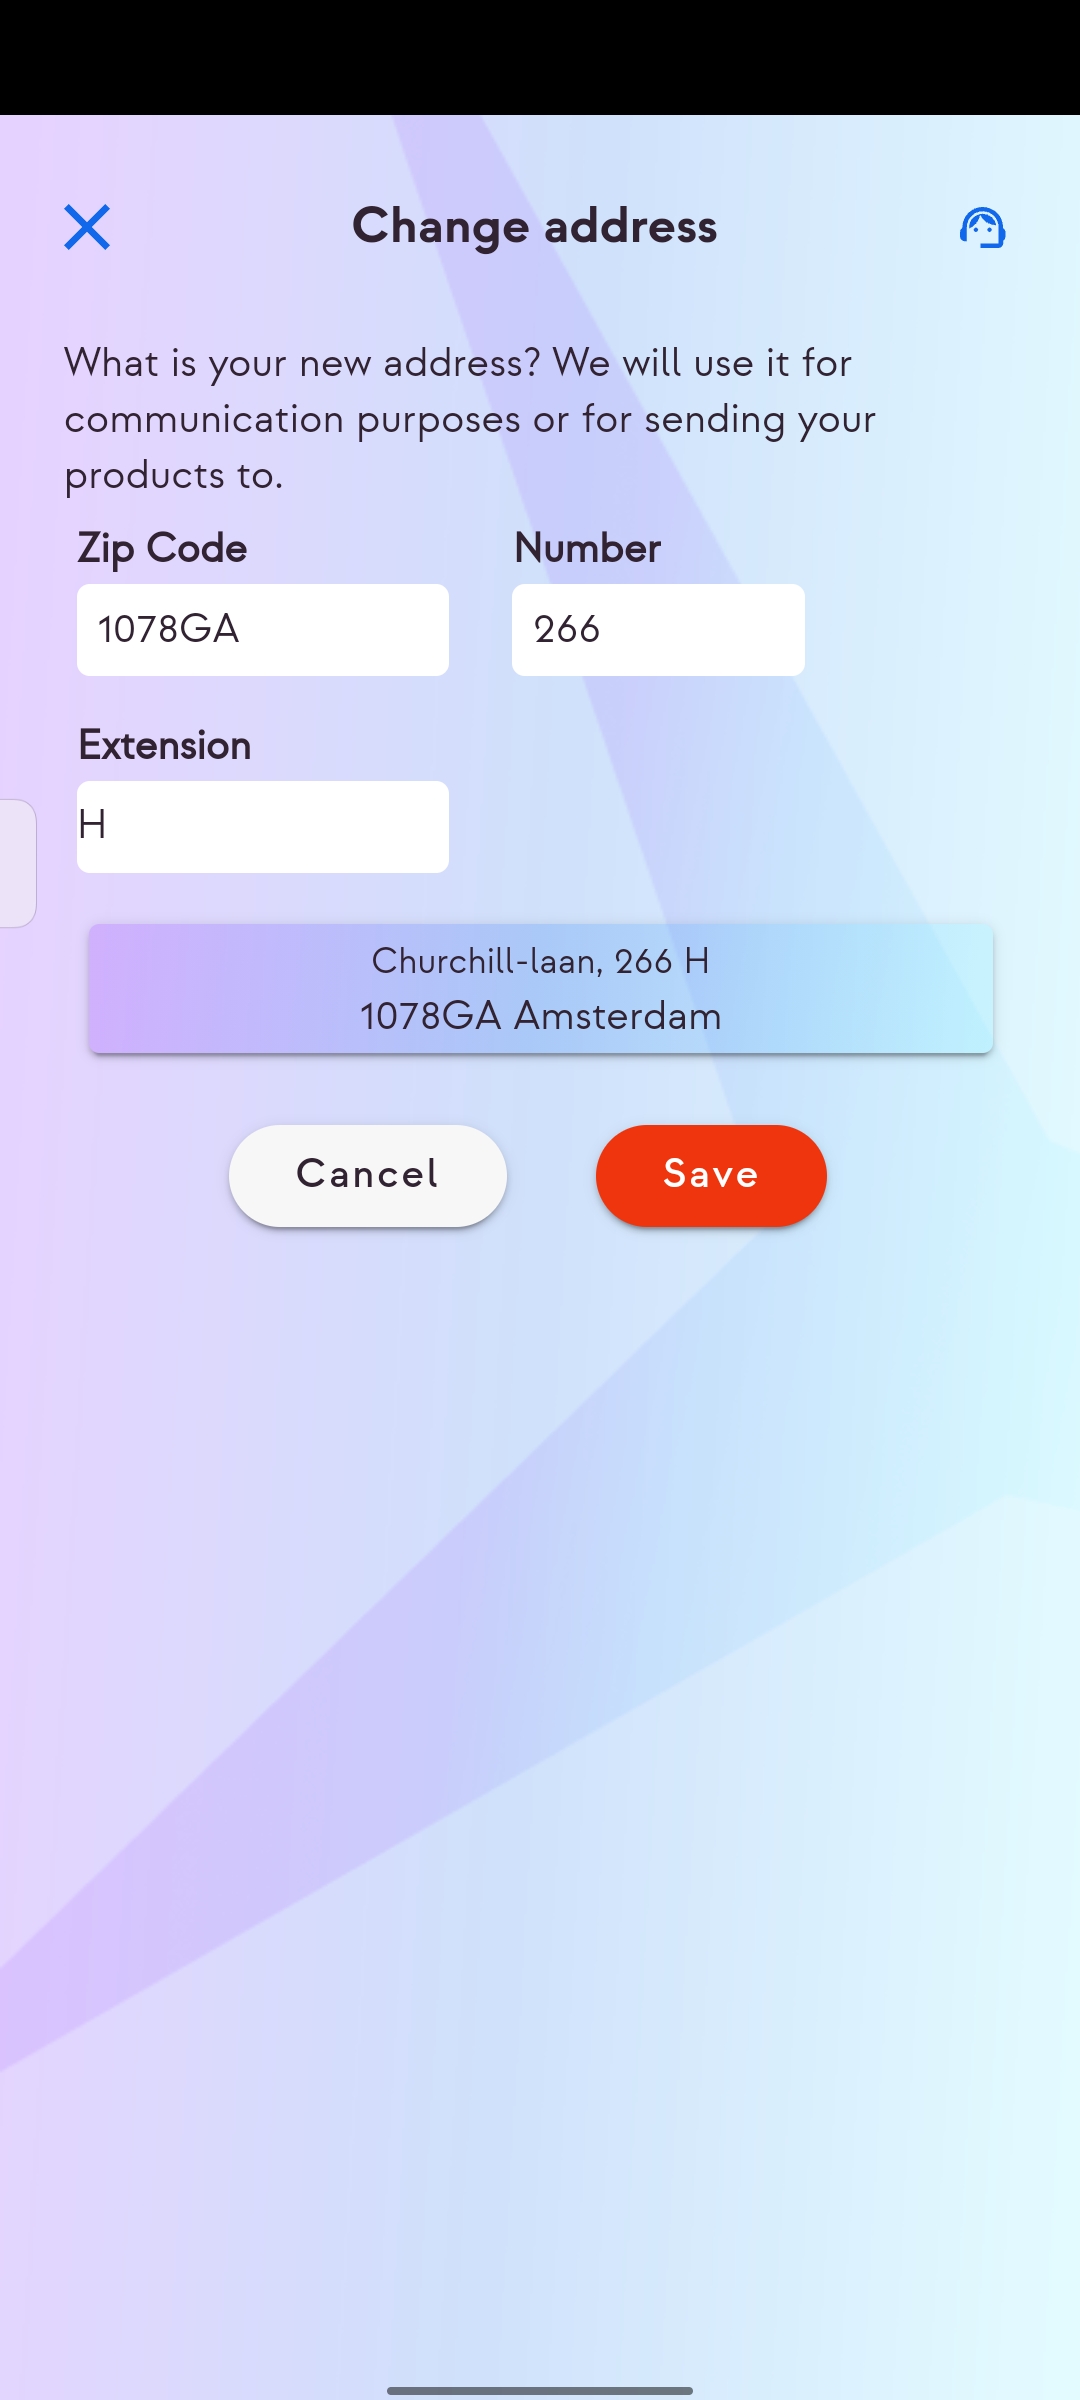 Change address
What is your new address? We will use it for
communication purposes or for sending your
products to.
Zip Code
Number
1078GA
266
Extension
H
Churchill-laan, 266 H
1078GA Amsterdam
Cancel
Save